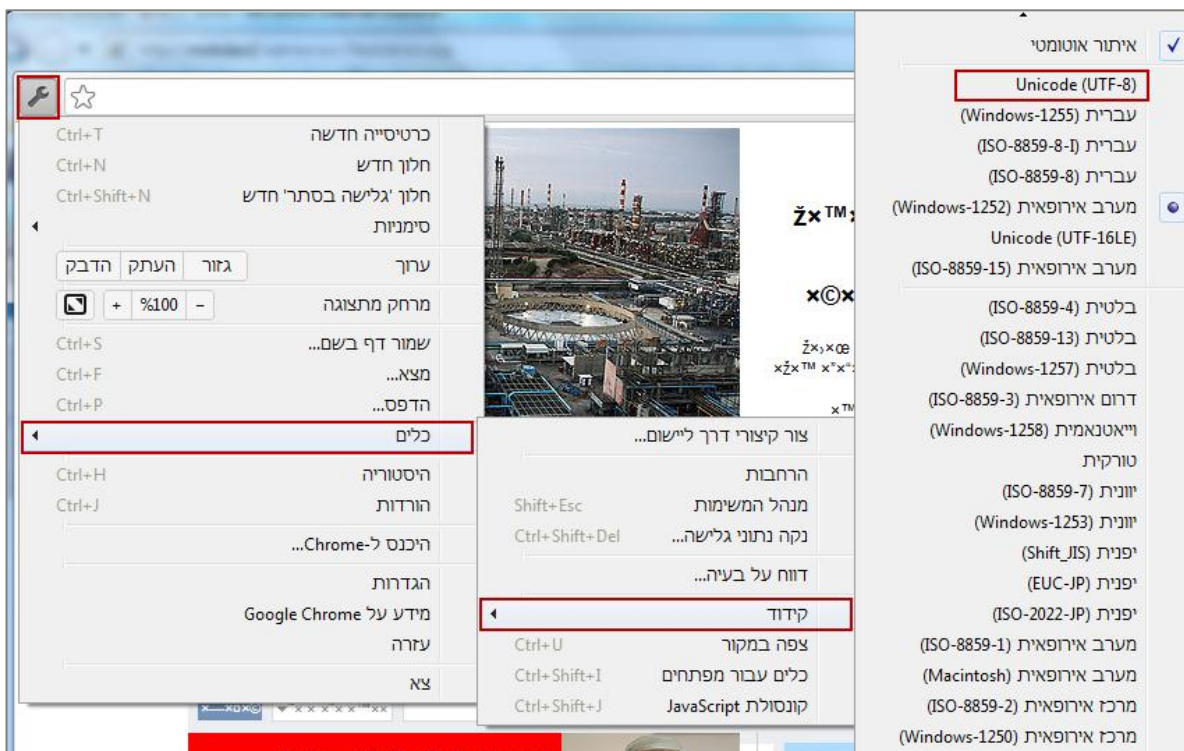 כרטיסייה חדשה Ctrl+T
חלון חדש Ctrl+N
חלון 'גלישה בסתר' חדש Ctrl+Shift+N
סימניות
ערוך גזור העתק הדבק
מרחק מתצוגה - %100 +
שמור דף בשם... Ctrl+S
מצא... Ctrl+F
הדפס... Ctrl+P
כלים
היסטוריה Ctrl+H
הורדות Ctrl+J
היכנס ל-Chrome...
הגדרות
מידע על Google Chrome
עזרה
צא
צור קיצורי דרך ליישום...
הרחבות
מנהל המשימות Shift+Esc
נקה נתוני גלישה... Ctrl+Shift+Del
דווח על בעיה...
קידוד
צפה במקור Ctrl+U
כלים עבור מפתחים Ctrl+Shift+I
קונסולת JavaScript Ctrl+Shift+J
איתור אוטומטי
Unicode (UTF-8)
עברית (Windows-1255)
עברית (ISO-8859-8-I)
עברית (ISO-8859-8)
מערב אירופאית (Windows-1252)
Unicode (UTF-16LE)
מערב אירופאית (ISO-8859-15)
בלטית (ISO-8859-4)
בלטית (ISO-8859-13)
בלטית (Windows-1257)
דרום אירופאית (ISO-8859-3)
וייאטנאמית (Windows-1258)
טורקית
יוונית (ISO-8859-7)
יוונית (Windows-1253)
יפנית (Shift_JIS)
יפנית (EUC-JP)
יפנית (ISO-2022-JP)
מערב אירופאית (ISO-8859-1)
מערב אירופאית (Macintosh)
מרכז אירופאית (ISO-8859-2)
מרכז אירופאית (Windows-1250)